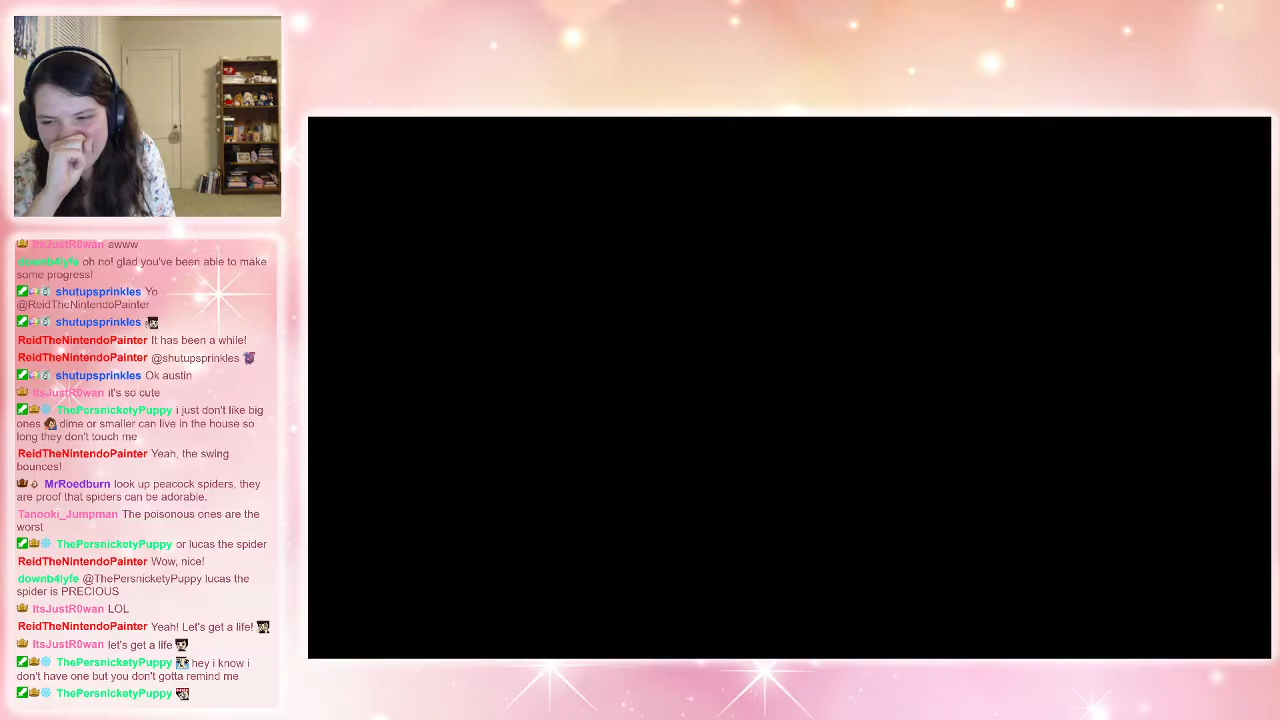 ItsJustR0wan awww
downb4lyfe oh no! glad you've been able to make
some progress!
shutupsprinkles Yo
@ReidTheNintendoPainter
shutupsprinkles
ReidTheNintendoPainter It has been a while!
ReidTheNintendoPainter @shutupsprinkles
shutupsprinkles Ok austin
ItsJustR0wan it's so cute
ThePersnicketyPuppy i just don't like big
ones dime or smaller can live in the house so
long they don't touch me
ReidTheNintendoPainter Yeah, the swing
bounces!
MrRoedburn look up peacock spiders, they
are proof that spiders can be adorable.
Tanooki_Jumpman The poisonous ones are the
worst
ThePersnicketyPuppy or lucas the spider
ReidTheNintendoPainter Wow, nice!
downb4lyfe @ThePersnicketyPuppy lucas the
spider is PRECIOUS
ItsJustR0wan LOL
ReidTheNintendoPainter Yeah! Let's get a life!
ItsJustR0wan let's get a life
ThePersnicketyPuppy hey i know i
don't have one but you don't gotta remind me
ThePersnicketyPuppy